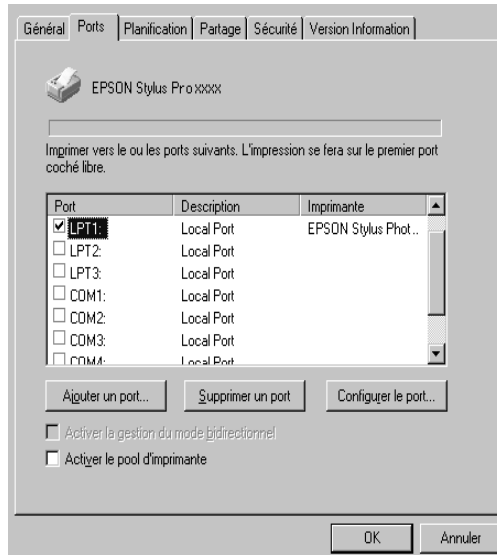 Général Ports Planification Partage Sécurité Version Information
EPSON Stylus Pro xxxx
Imprimer vers le ou les ports suivants. L'impression se fera sur le premier port
coché libre.
Port Description Imprimante
LPT1: Local Port EPSON Stylus Phot..
LPT2: Local Port
LPT3: Local Port
COM1: Local Port
COM2: Local Port
COM3: Local Port
COM4: Local Port
Ajouter un port... Supprimer un port Configurer le port...
Activer la gestion du mode bidirectionnel
Activer le pool d'imprimante
OK Annuler